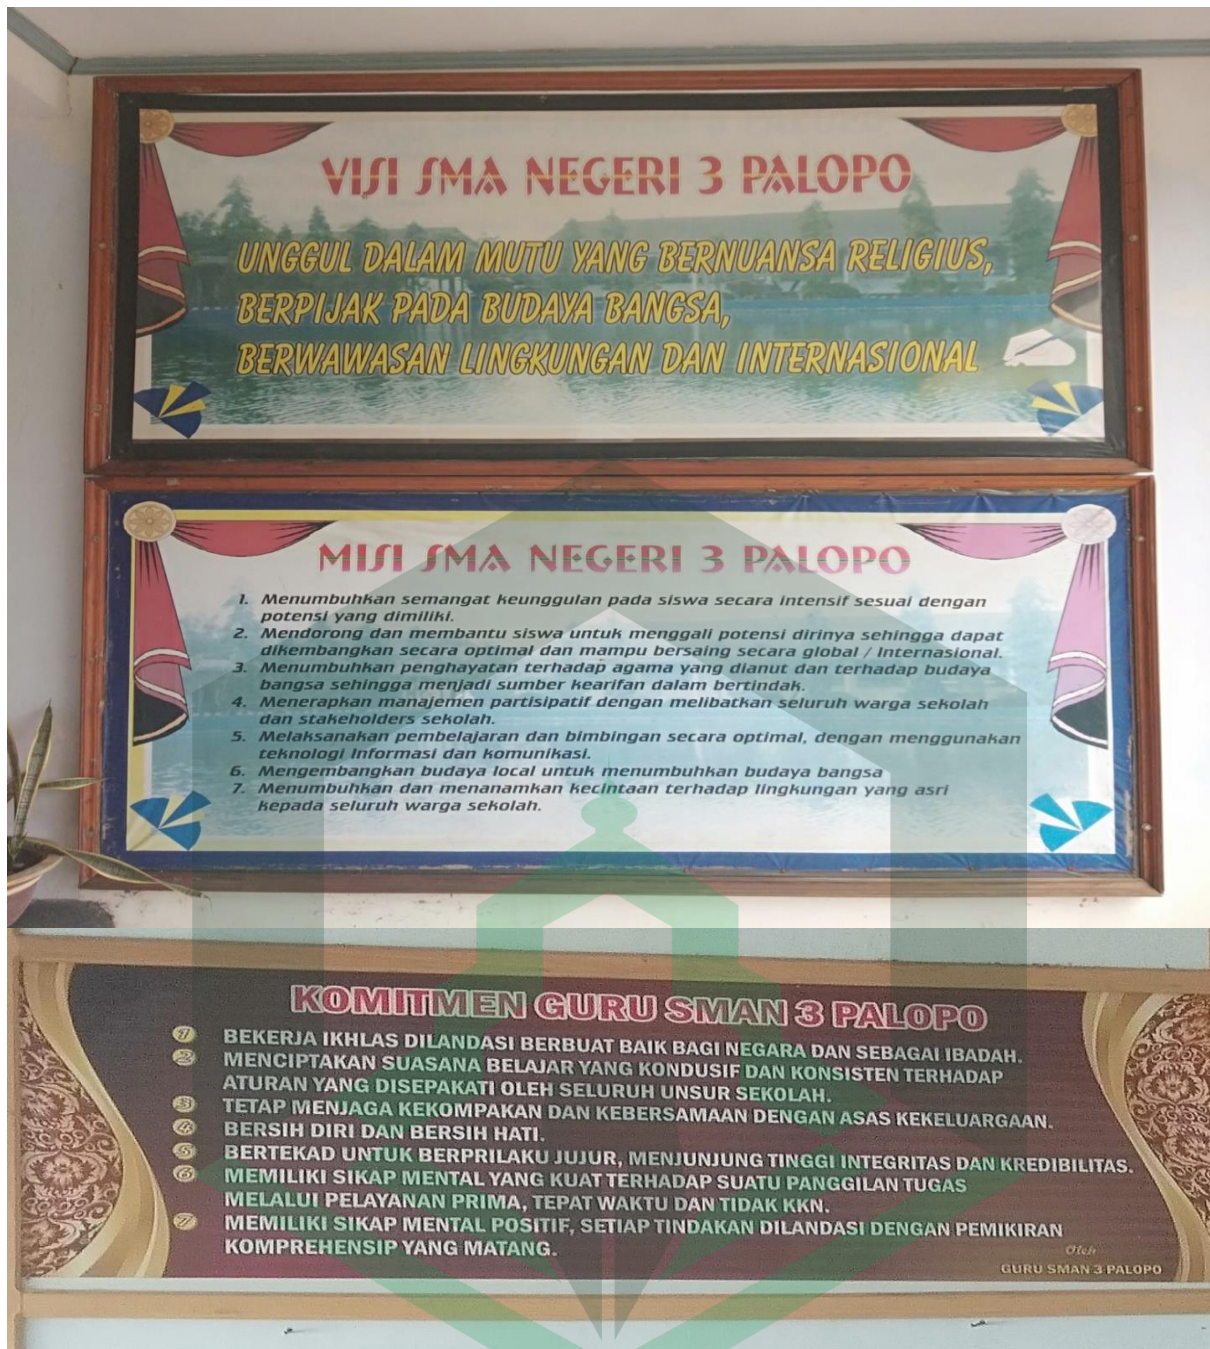 VISI SMA NEGERI 3 PALOPO
UNGGUL DALAM MUTU YANG BERNUANSA RELIGIUS,
BERPIJAK PADA BUDAYA BANGSA,
BERWAWASAN LINGKUNGAN DAN INTERNASIONAL
MISI SMA NEGERI 3 PALOPO
1. Menumbuhkan semangat keunggulan pada siswa secara intensif sesuai dengan
potensi yang dimiliki.
2. Mendorong dan membantu siswa untuk menggali potensi dirinya sehingga dapat
dikembangkan secara optimal dan mampu bersaing secara global / Internasional.
3. Menumbuhkan penghayatan terhadap agama yang dianut dan terhadap budaya
bangsa sehingga menjadi sumber kearifan dalam bertindak.
4. Menerapkan manajemen partisipatif dengan melibatkan seluruh warga sekolah
dan stakeholders sekolah.
5. Melaksanakan pembelajaran dan bimbingan secara optimal, dengan menggunakan
teknologi Informasi dan komunikasi.
6. Mengembangkan budaya local untuk menumbuhkan budaya bangsa
7. Menumbuhkan dan menanamkan kecintaan terhadap lingkungan yang asri
kepada seluruh warga sekolah.
KOMITMEN GURU SMAN 3 PALOPO
1 BEKERJA IKHLAS DILANDASI BERBUAT BAIK BAGI NEGARA DAN SEBAGAI IBADAH.
2 MENCIPTAKAN SUASANA BELAJAR YANG KONDUSIF DAN KONSISTEN TERHADAP
ATURAN YANG DISEPAKATI OLEH SELURUH UNSUR SEKOLAH.
3 TETAP MENJAGA KEKOMPAKAN DAN KEBERSAMAAN DENGAN ASAS KEKELUARGAAN.
4 BERSIH DIRI DAN BERSIH HATI.
5 BERTEKAD UNTUK BERPRILAKU JUJUR, MENJUNJUNG TINGGI INTEGRITAS DAN KREDIBILITAS.
6 MEMILIKI SIKAP MENTAL YANG KUAT TERHADAP SUATU PANGGILAN TUGAS
MELALUI PELAYANAN PRIMA, TEPAT WAKTU DAN TIDAK KKN.
7 MEMILIKI SIKAP MENTAL POSITIF, SETIAP TINDAKAN DILANDASI DENGAN PEMIKIRAN
KOMPREHENSIP YANG MATANG.
Oleh
GURU SMAN 3 PALOPO